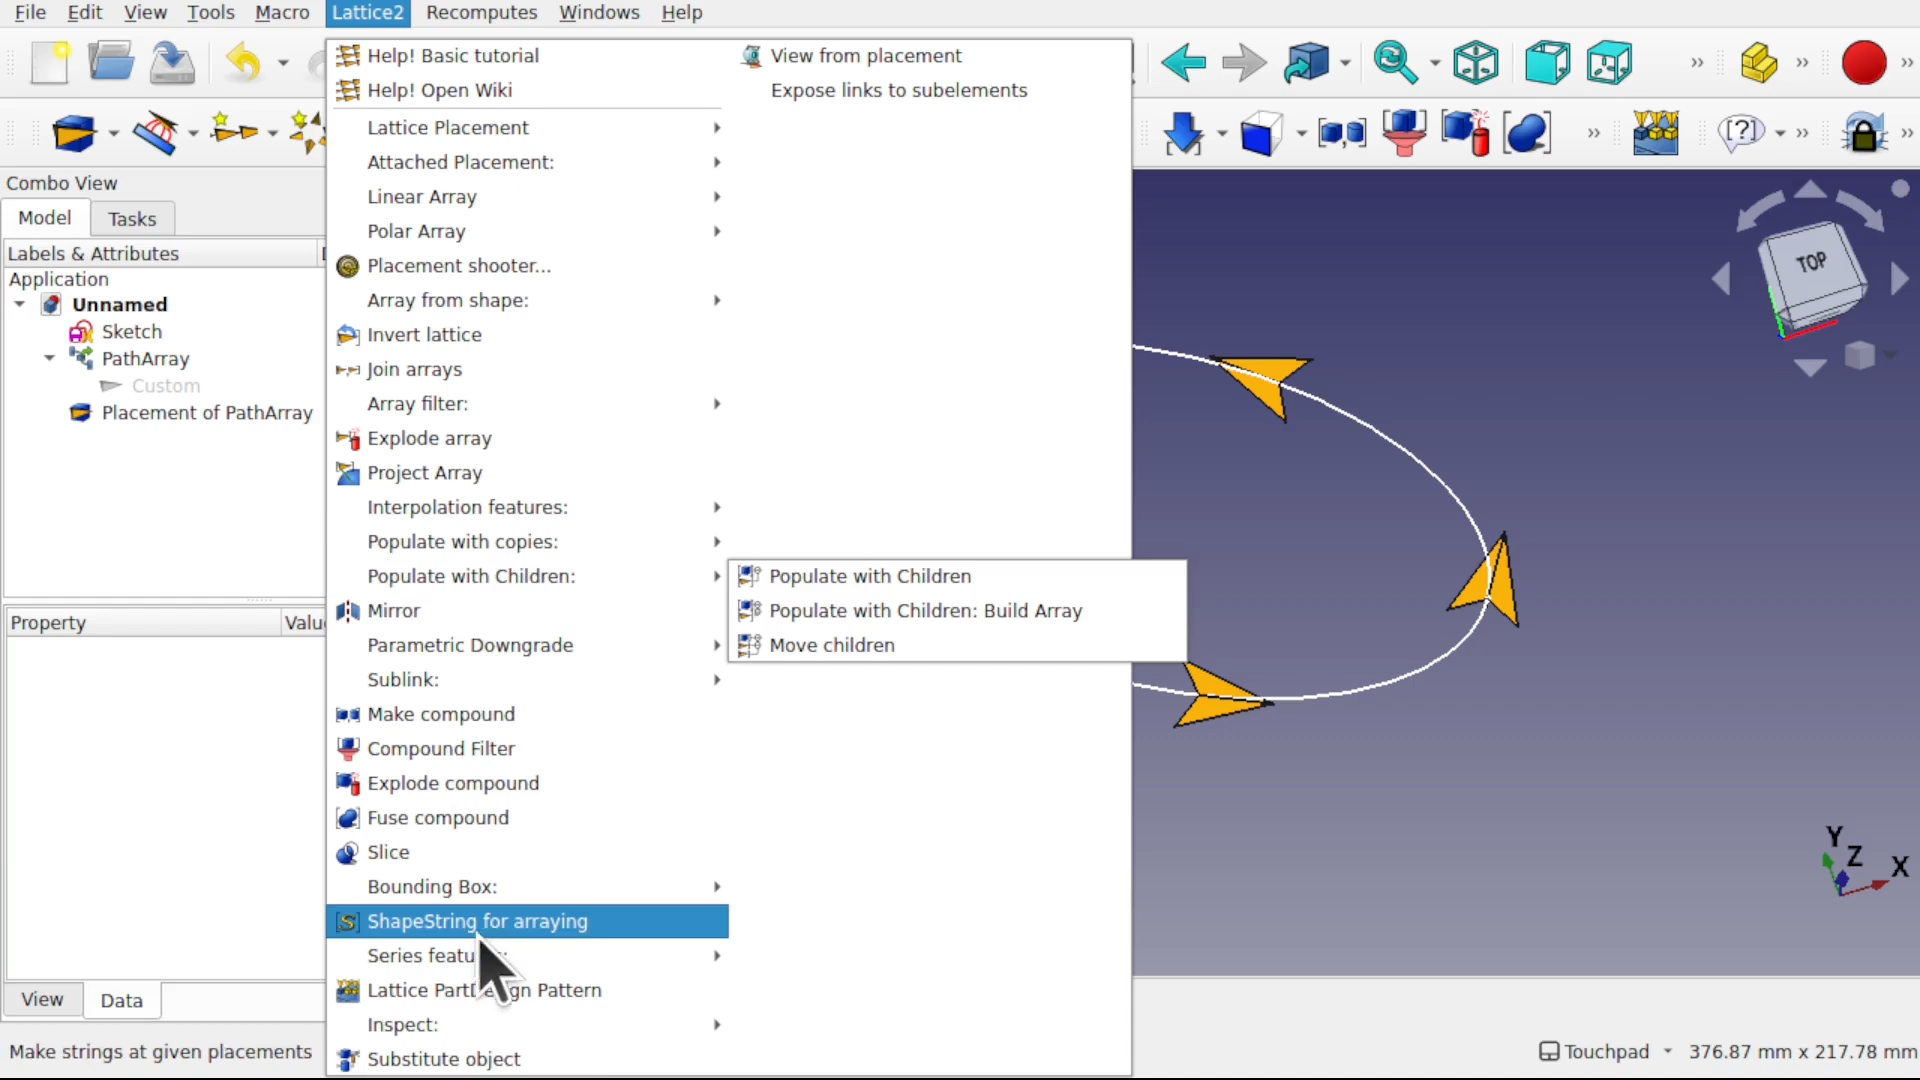 File Edit View Tools Macro Lattice2 Recomputes Windows Help
Help! Basic tutorial
Help! Open Wiki
Lattice Placement
Attached Placement:
Linear Array
Polar Array
Placement shooter...
Array from shape:
Invert lattice
Join arrays
Array filter:
Explode array
Project Array
Interpolation features:
Populate with copies:
Populate with Children:
Mirror
Parametric Downgrade
Sublink:
Make compound
Compound Filter
Explode compound
Fuse compound
Slice
Bounding Box:
ShapeString for arraying
Series featu
Lattice PartDesign Pattern
Inspect:
Substitute object
View from placement
Expose links to subelements
Populate with Children
Populate with Children: Build Array
Move children
Combo View
Model Tasks
Labels & Attributes
Application
Unnamed
Sketch
PathArray
Custom
Placement of PathArray
Property Valu
View Data
Make strings at given placements
TOP
Y
Z
X
Touchpad 376.87 mm x 217.78 mm